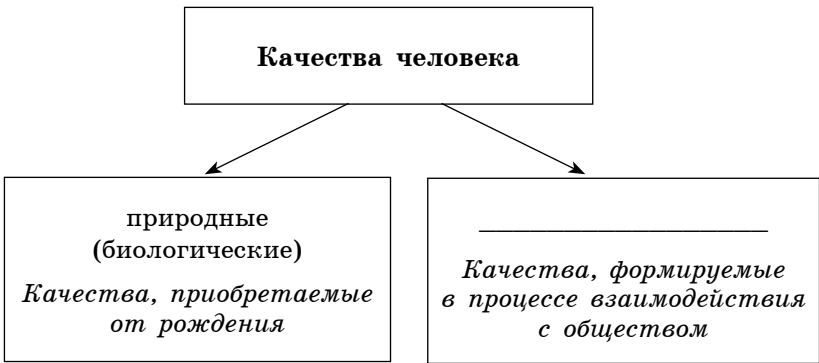 Качества человека
природные
(биологические)
Качества, приобретаемые
от рождения
Качества, формируемые
в процессе взаимодействия
с обществом